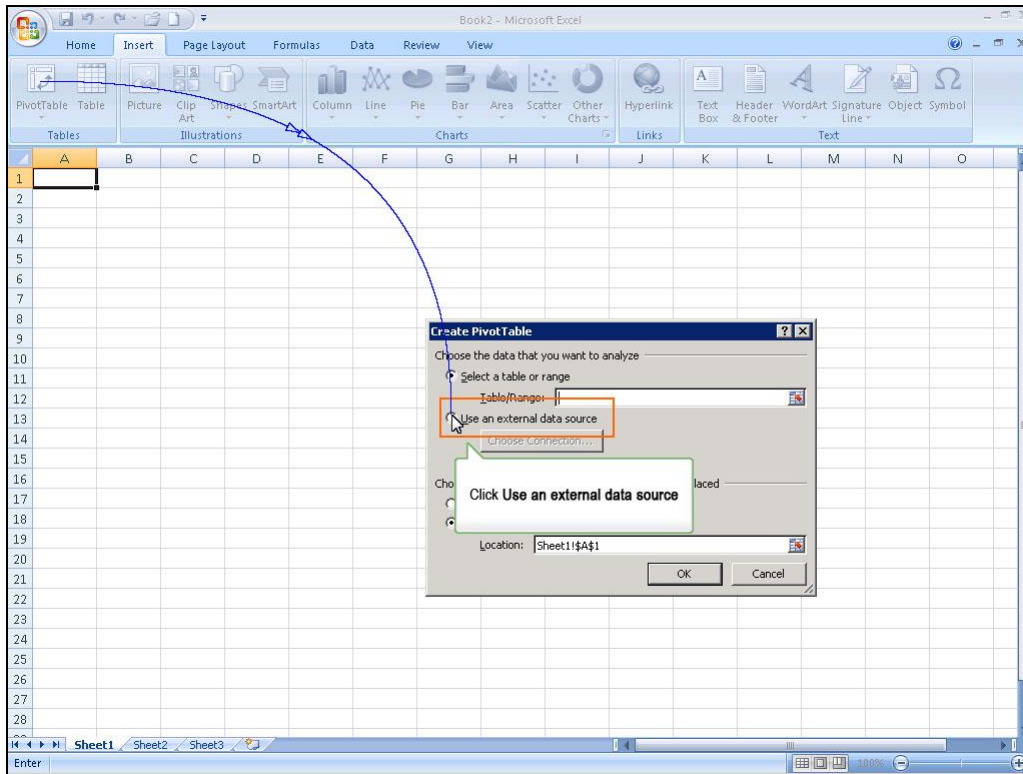 Book2 - Microsoft Excel
Home Insert Page Layout Formulas Data Review View
PivotTable Table Picture Clip Art Shapes SmartArt Column Line Pie Bar Area Scatter Other Charts Hyperlink Text Box Header & Footer WordArt Signature Line Object Symbol
Tables Illustrations Charts Links Text
A B C D E F G H I J K L M N O
1
2
3
4
5
6
7
8
9
10
11
12
13
14
15
16
17
18
19
20
21
22
23
24
25
26
27
28
Create PivotTable
Choose the data that you want to analyze
Select a table or range
Table/Range:
Use an external data source
Choose Connection...
Click Use an external data source
Location: Sheet1!$A$1
OK Cancel
Sheet1 Sheet2 Sheet3
Enter 100%